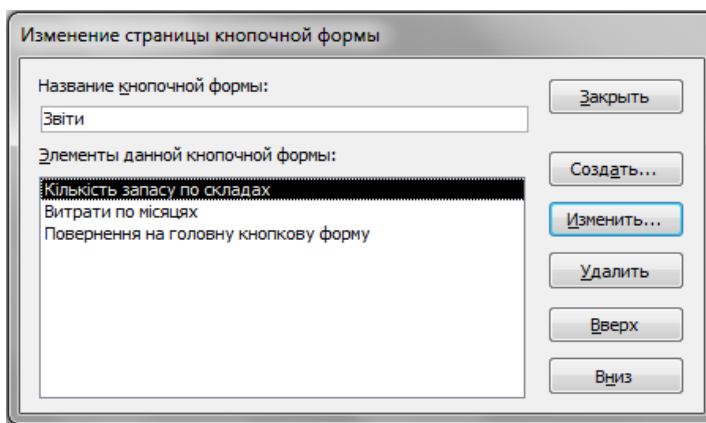 Изменение страницы кнопочной формы
Название кнопочной формы:
Звіти
Элементы данной кнопочной формы:
Кількість запасу по складах
Витрати по місяцях
Повернення на головну кнопкову форму
Закрыть
Создать...
Изменить...
Удалить
Вверх
Вниз